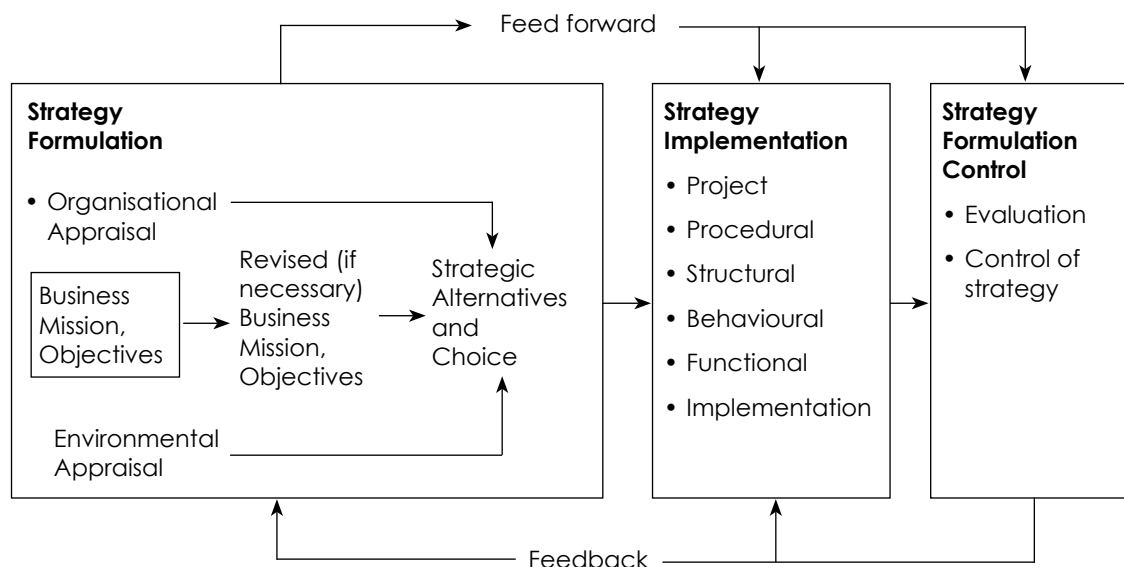 Feed forward
Strategy
Formulation
• Organisational
Appraisal
Business
Mission,
Objectives
Revised (if
necessary)
Business
Mission,
Objectives
Strategic
Alternatives
and
Choice
Environmental
Appraisal
Strategy
Implementation
• Project
• Procedural
• Structural
• Behavioural
• Functional
• Implementation
Strategy
Formulation
Control
• Evaluation
• Control of
strategy
Feedback